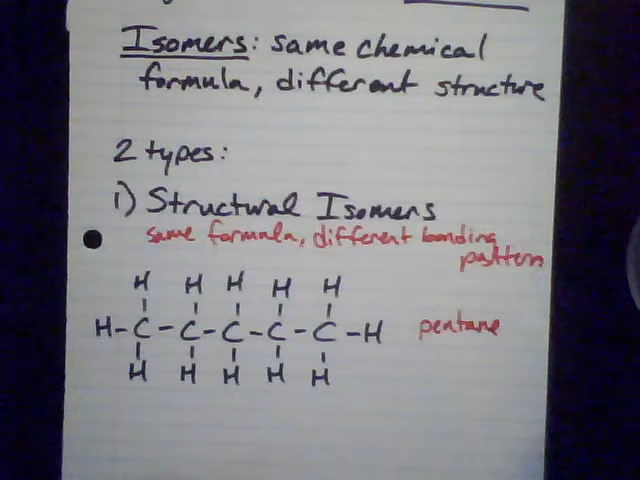 Isomers: same chemical
formula, different structure
2 types:
1) Structural Isomers
same formula, different bonding
pattern
H H H H H
H-C-C-C-C-C-H pentane
H H H H H